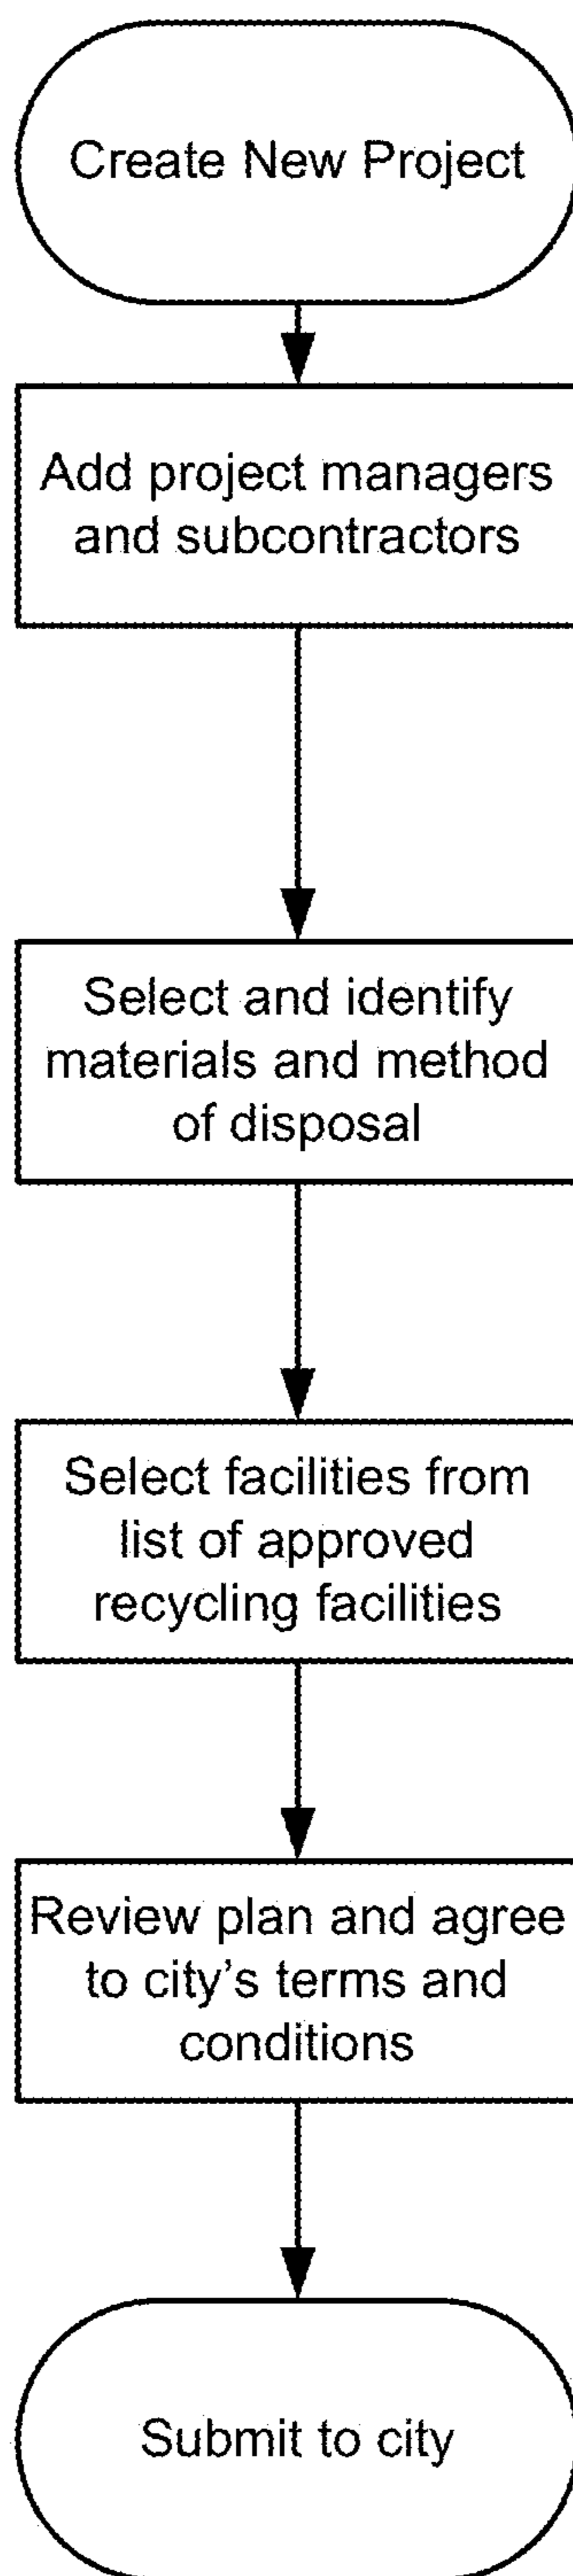 Create New Project
Add project managers
and subcontractors
Select and identify
materials and method
of disposal
Select facilities from
list of approved
recycling facilities
Review plan and agree
to city’s terms and
conditions
Submit to city